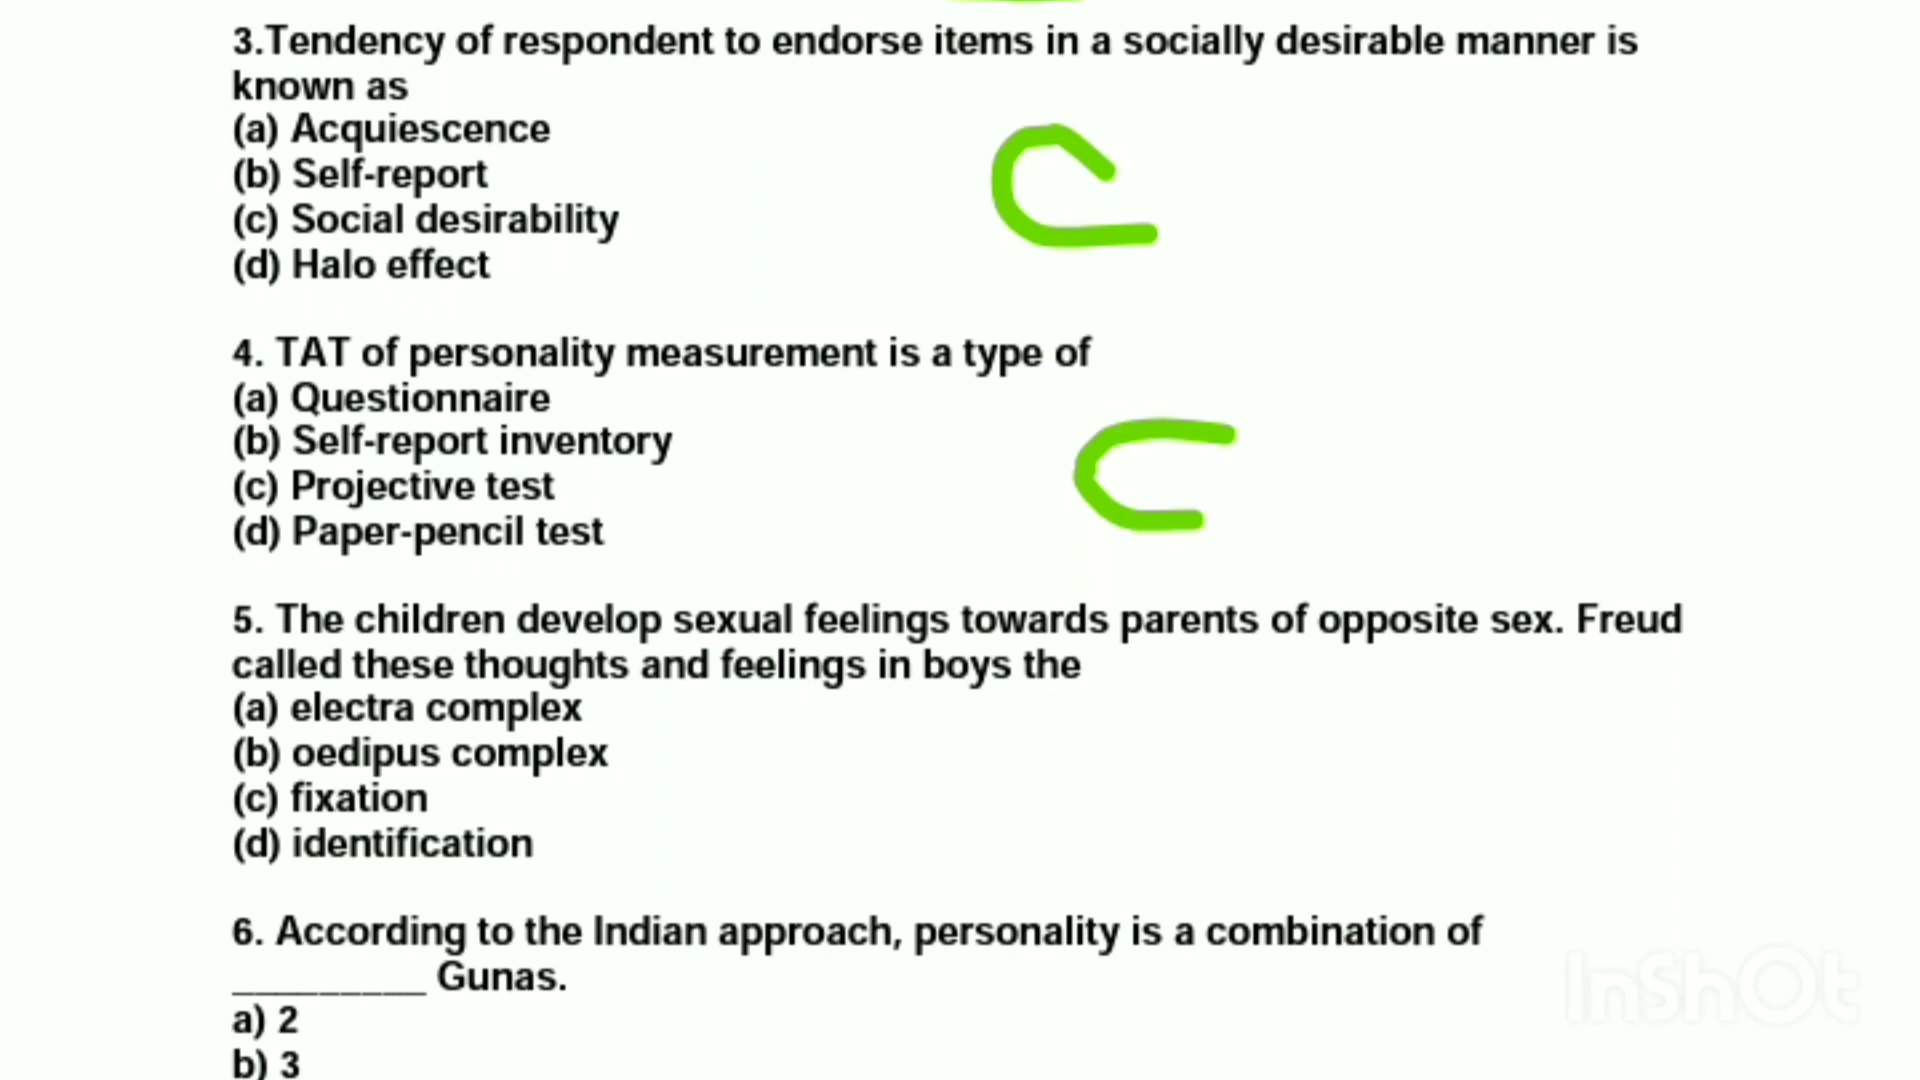 3.Tendency of respondent to endorse items in a socially desirable manner is
known as
(a) Acquiescence
(b) Self-report
(c) Social desirability
(d) Halo effect
C
4. TAT of personality measurement is a type of
(a) Questionnaire
(b) Self-report inventory
(c) Projective test
(d) Paper-pencil test
C
5. The children develop sexual feelings towards parents of opposite sex. Freud
called these thoughts and feelings in boys the
(a) electra complex
(b) oedipus complex
(c) fixation
(d) identification
6. According to the Indian approach, personality is a combination of
_________ Gunas.
a) 2
b) 3
InShOt